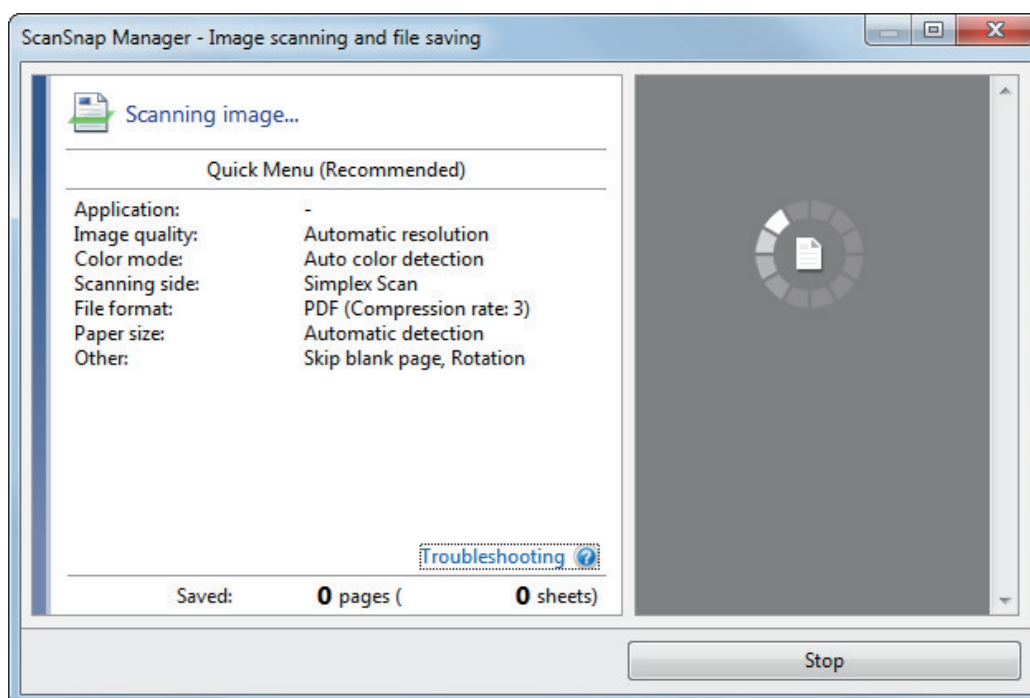 ScanSnap Manager - Image scanning and file saving
Scanning image...
Quick Menu (Recommended)
Application: -
Image quality: Automatic resolution
Color mode: Auto color detection
Scanning side: Simplex Scan
File format: PDF (Compression rate: 3)
Paper size: Automatic detection
Other: Skip blank page, Rotation
Troubleshooting ?
Saved: 0 pages ( 0 sheets)
Stop